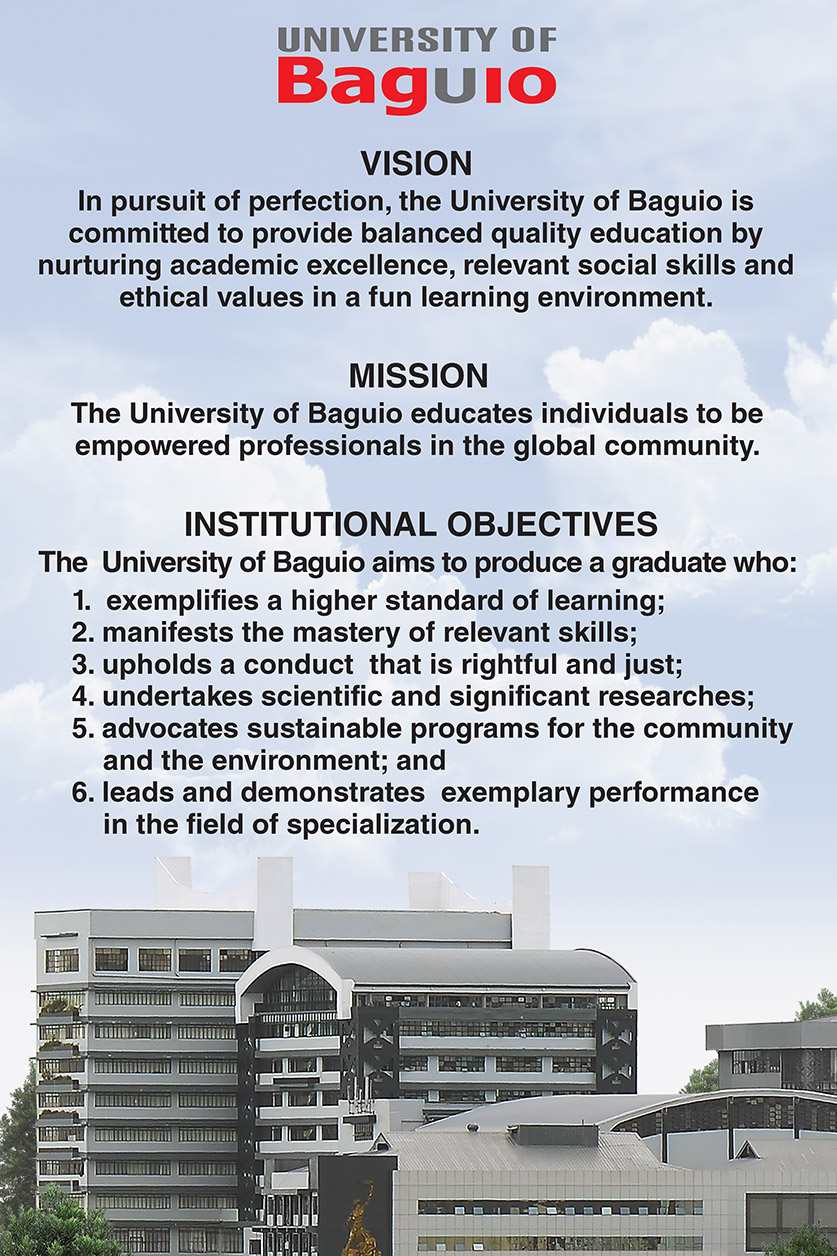 UNIVERSITY OF
BaguIo
VISION
In pursuit of perfection, the University of Baguio is
committed to provide balanced quality education by
nurturing academic excellence, relevant social skills and
ethical values in a fun learning environment.
MISSION
The University of Baguio educates individuals to be
empowered professionals in the global community.
INSTITUTIONAL OBJECTIVES
The  University of Baguio aims to produce a graduate who:
1.  exemplifies a higher standard of learning;
2. manifests the mastery of relevant skills;
3. upholds a conduct  that is rightful and just;
4. undertakes scientific and significant researches;
5. advocates sustainable programs for the community
and the environment; and
6. leads and demonstrates  exemplary performance
in the field of specialization.